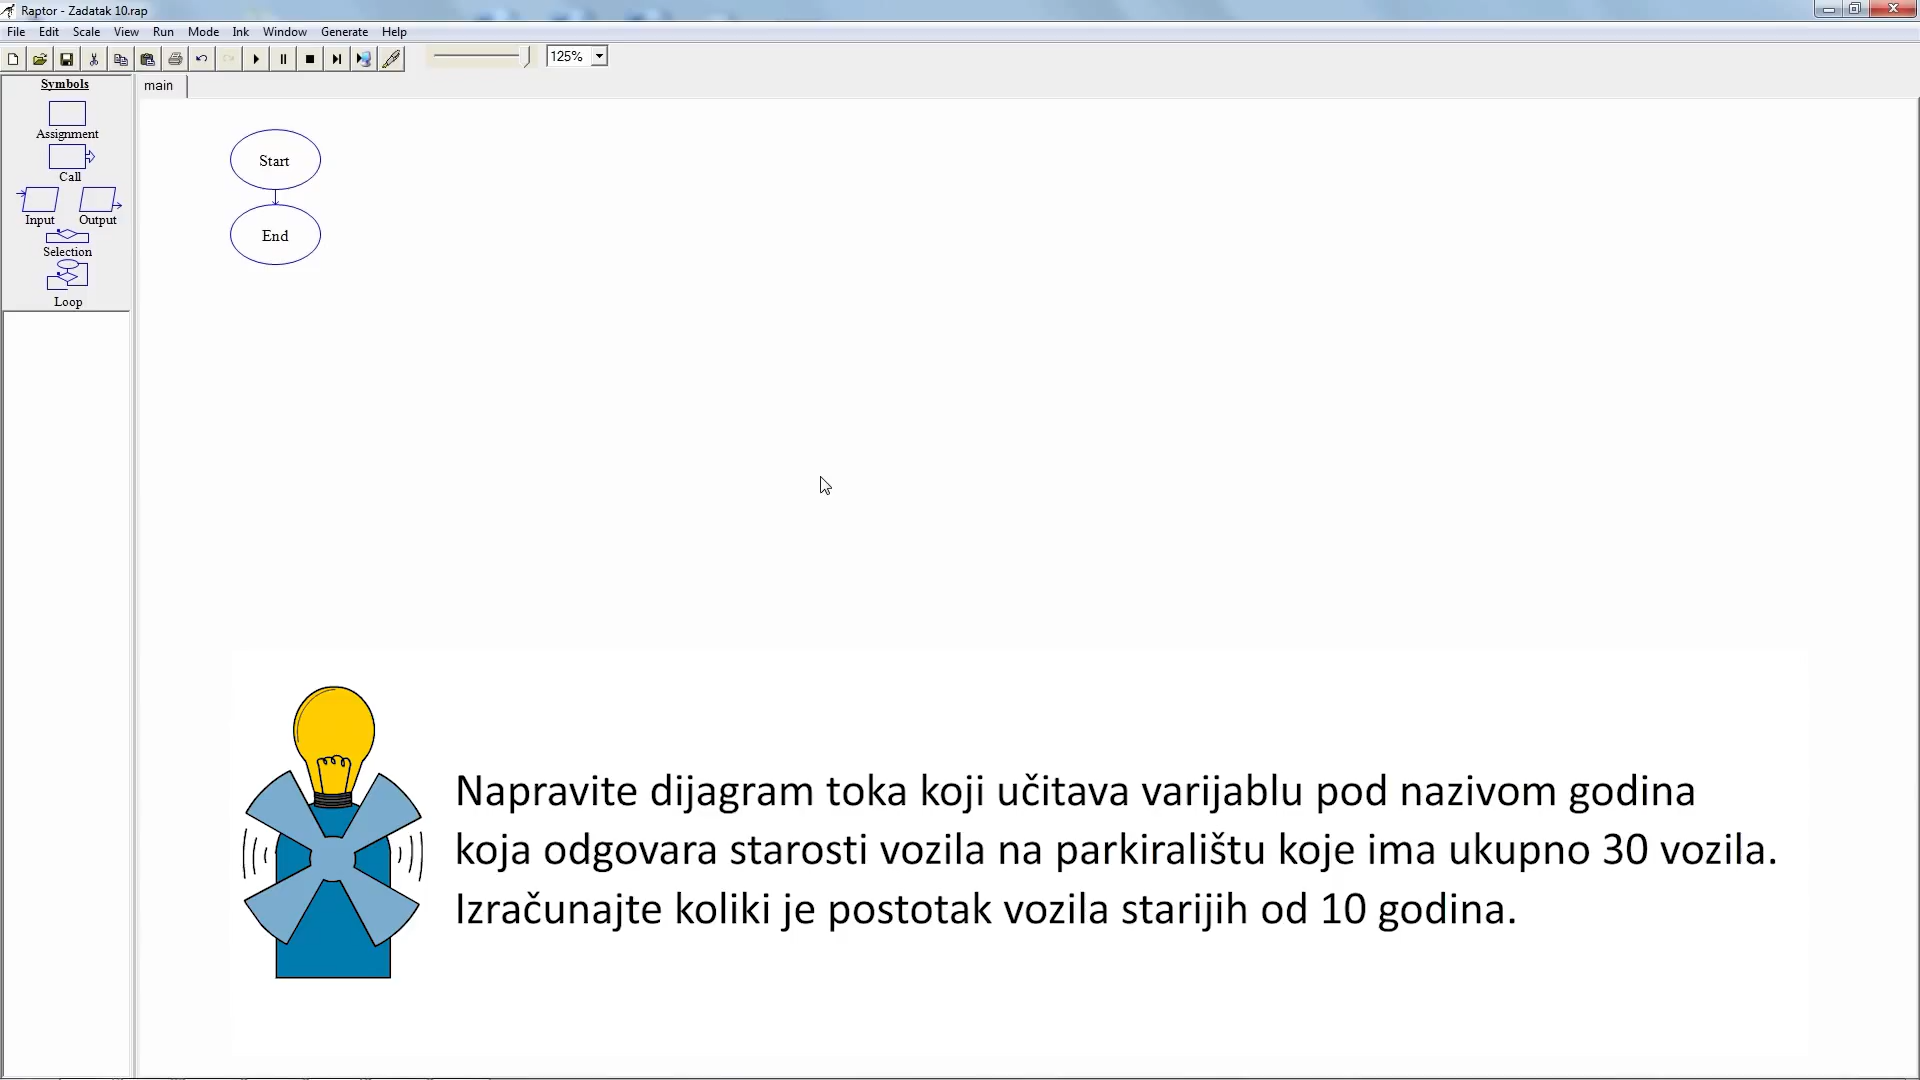 Raptor - Zadatak 10.rap
File Edit Scale View Run Mode Ink Window Generate Help
125%
Symbols
main
Assignment
Call
Input Output
Selection
Loop
Start
End
Napravite dijagram toka koji učitava varijablu pod nazivom godina
koja odgovara starosti vozila na parkiralištu koje ima ukupno 30 vozila.
Izračunajte koliki je postotak vozila starijih od 10 godina.